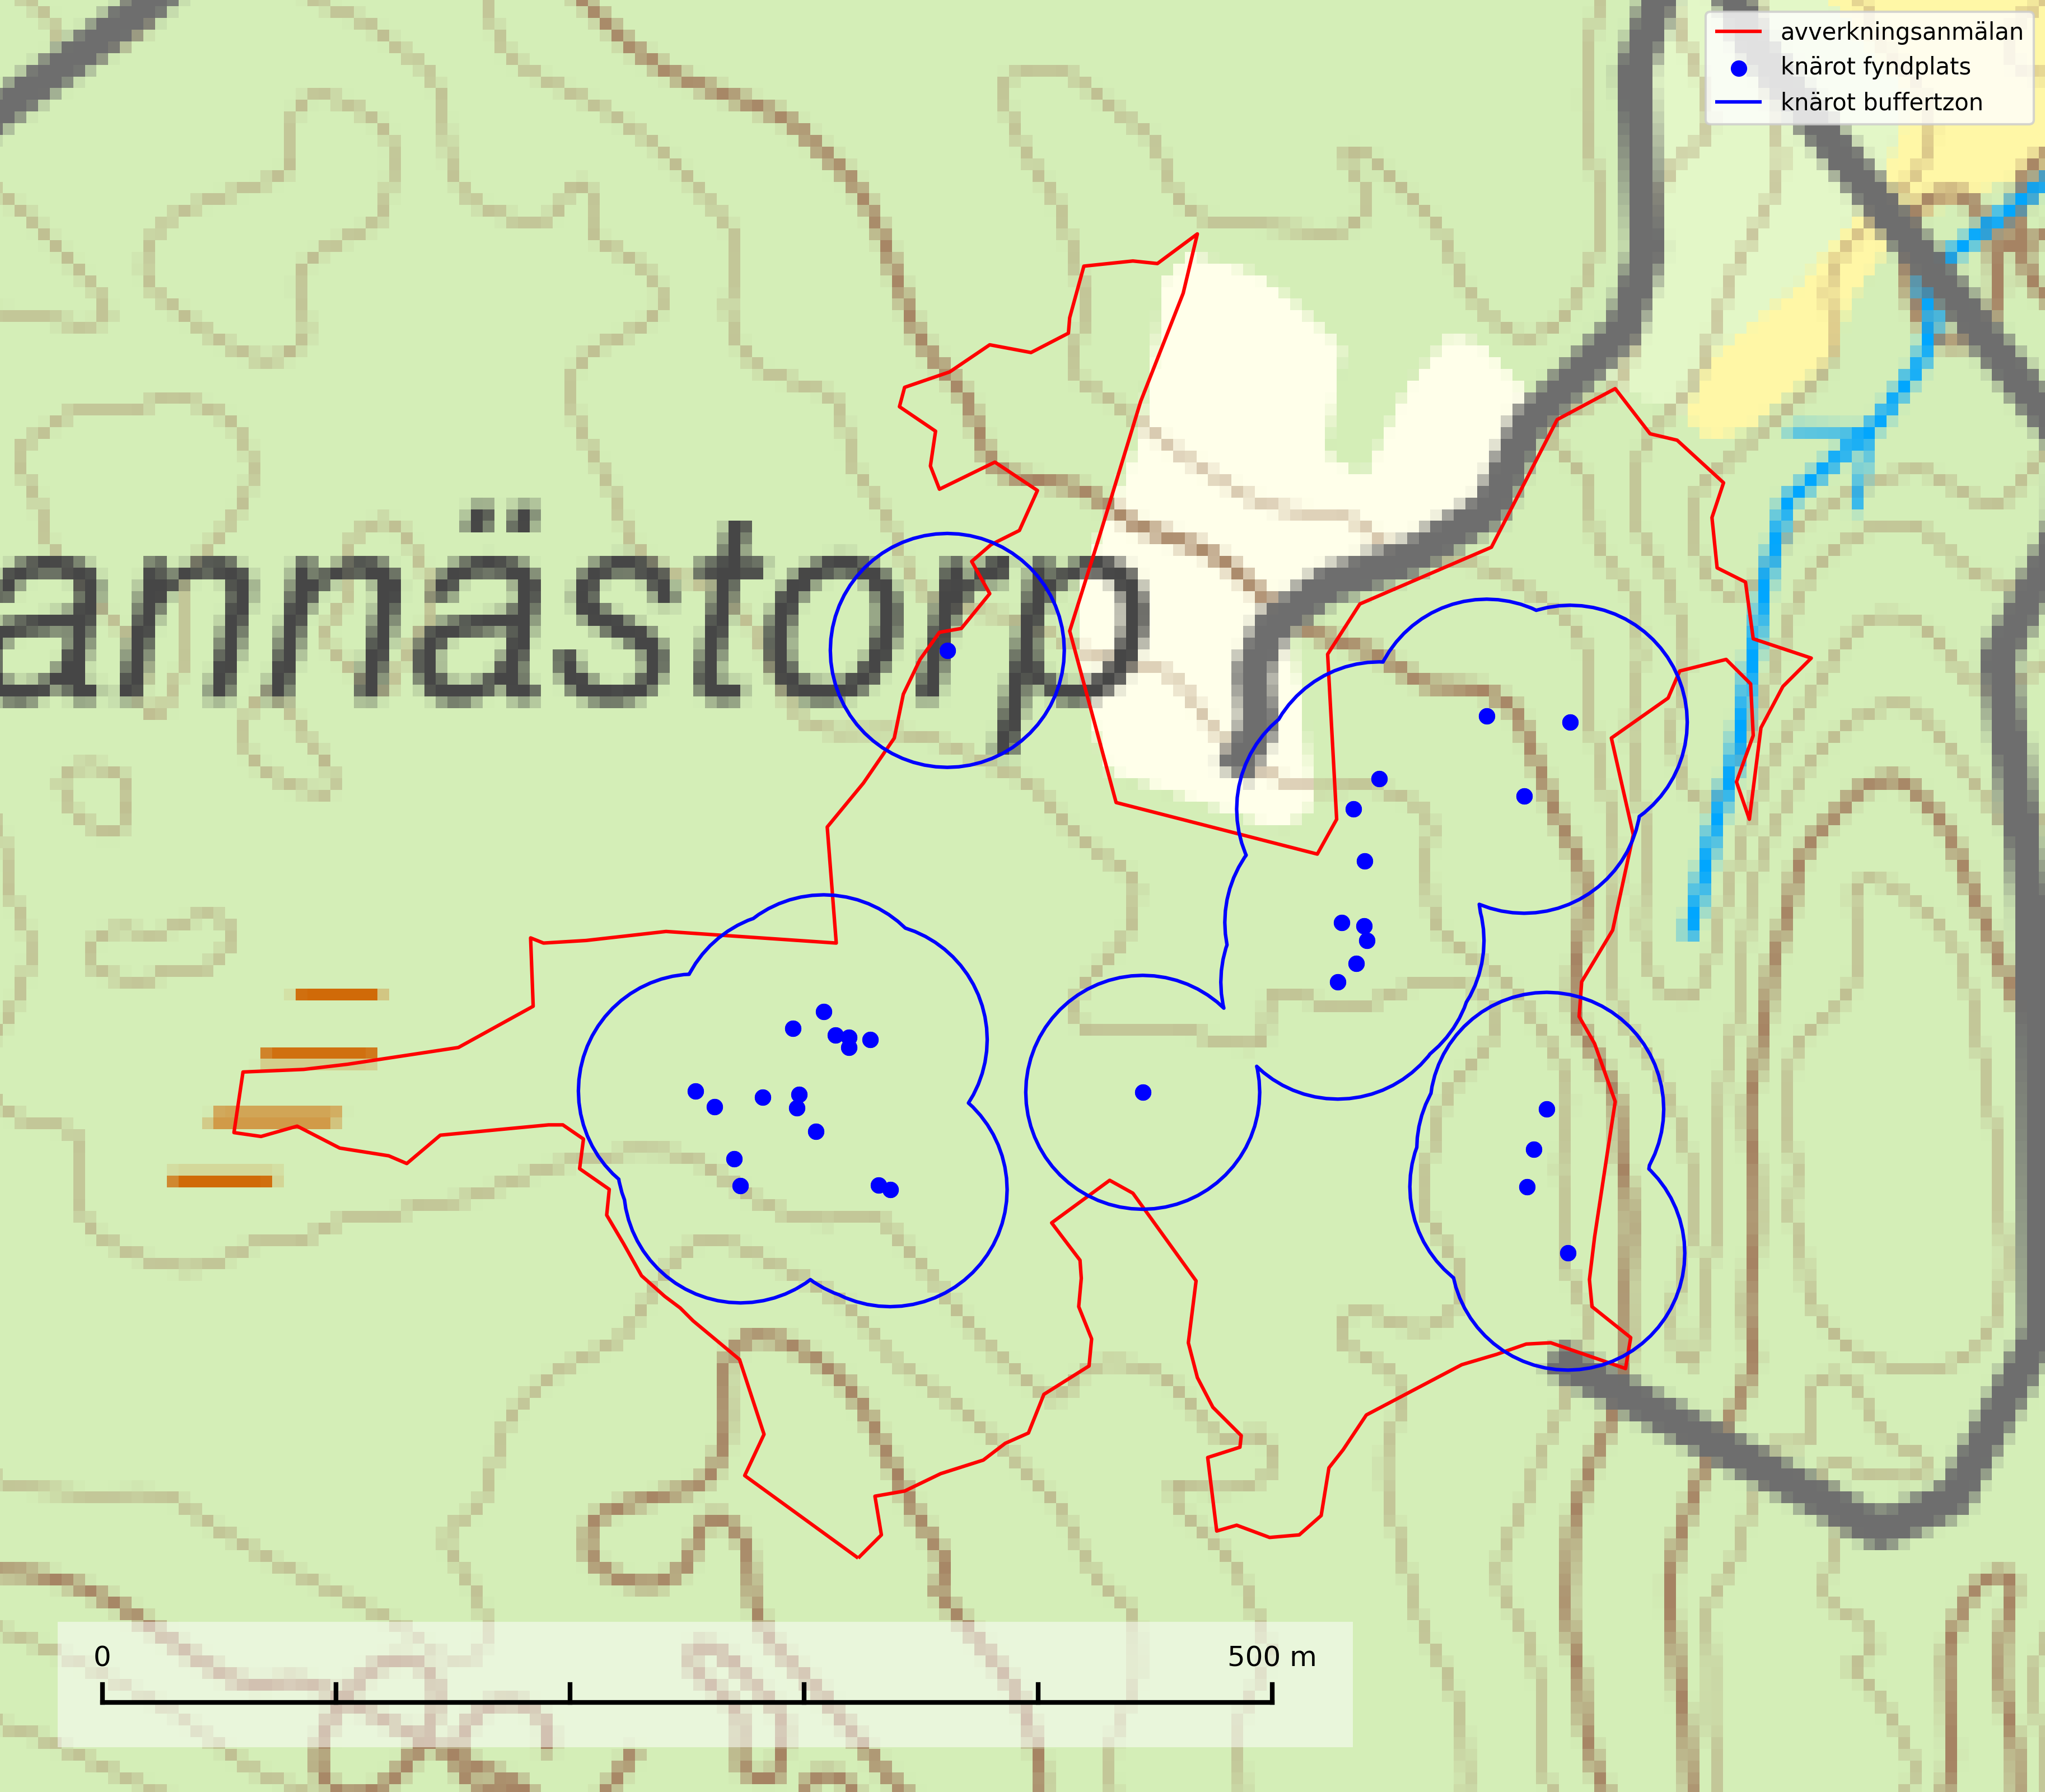 avverkningsanmälan
knärot fyndplats
knärot buffertzon
annästorp
0 500 m